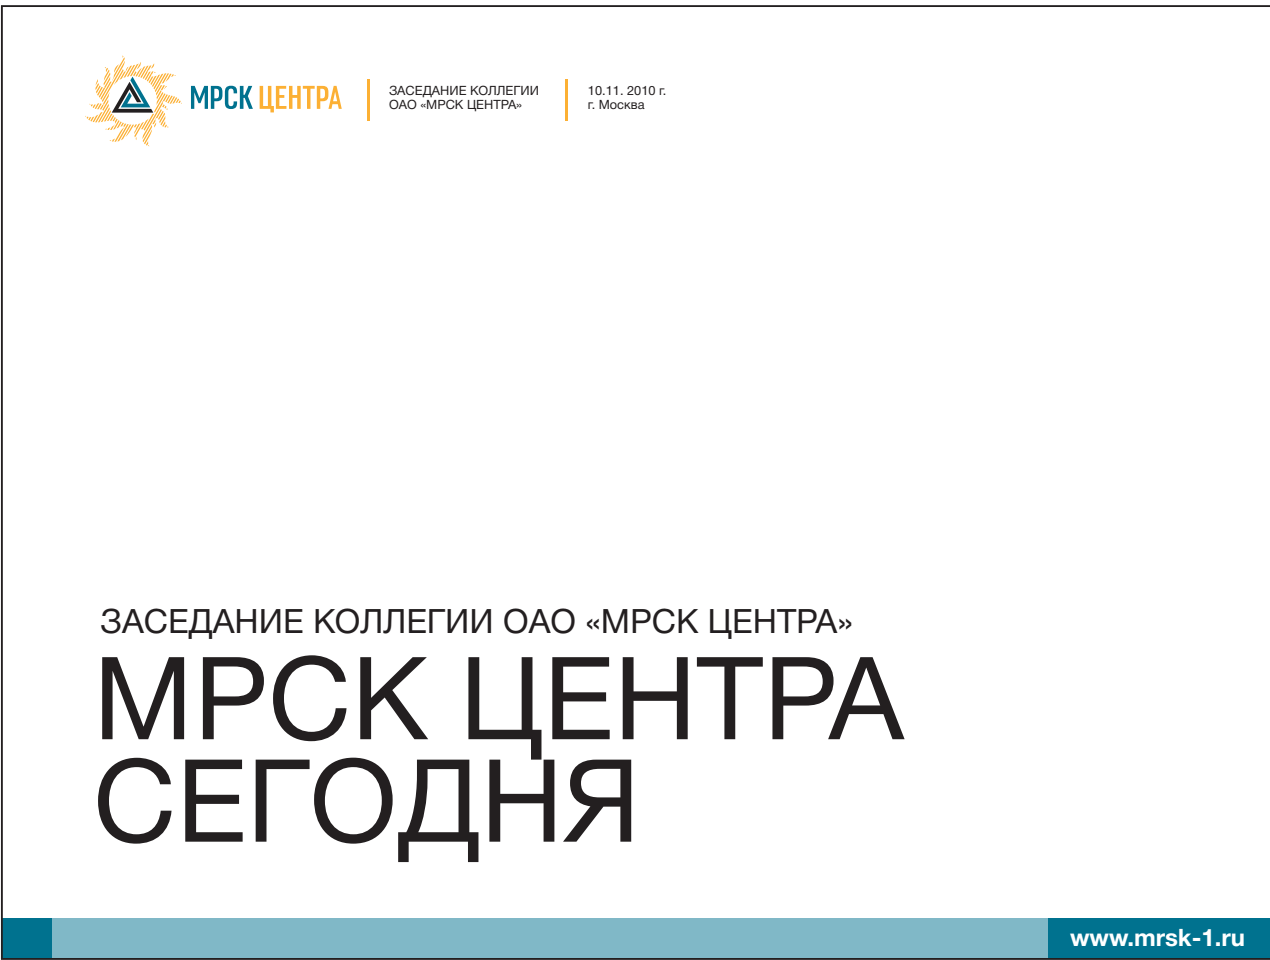 МРСК ЦЕНТРА
ЗАСЕДАНИЕ КОЛЛЕГИИ
ОАО «МРСК ЦЕНТРА»
10.11. 2010 г.
г. Москва
ЗАСЕДАНИЕ КОЛЛЕГИИ ОАО «МРСК ЦЕНТРА»
МРСК ЦЕНТРА
СЕГОДНЯ
www.mrsk-1.ru